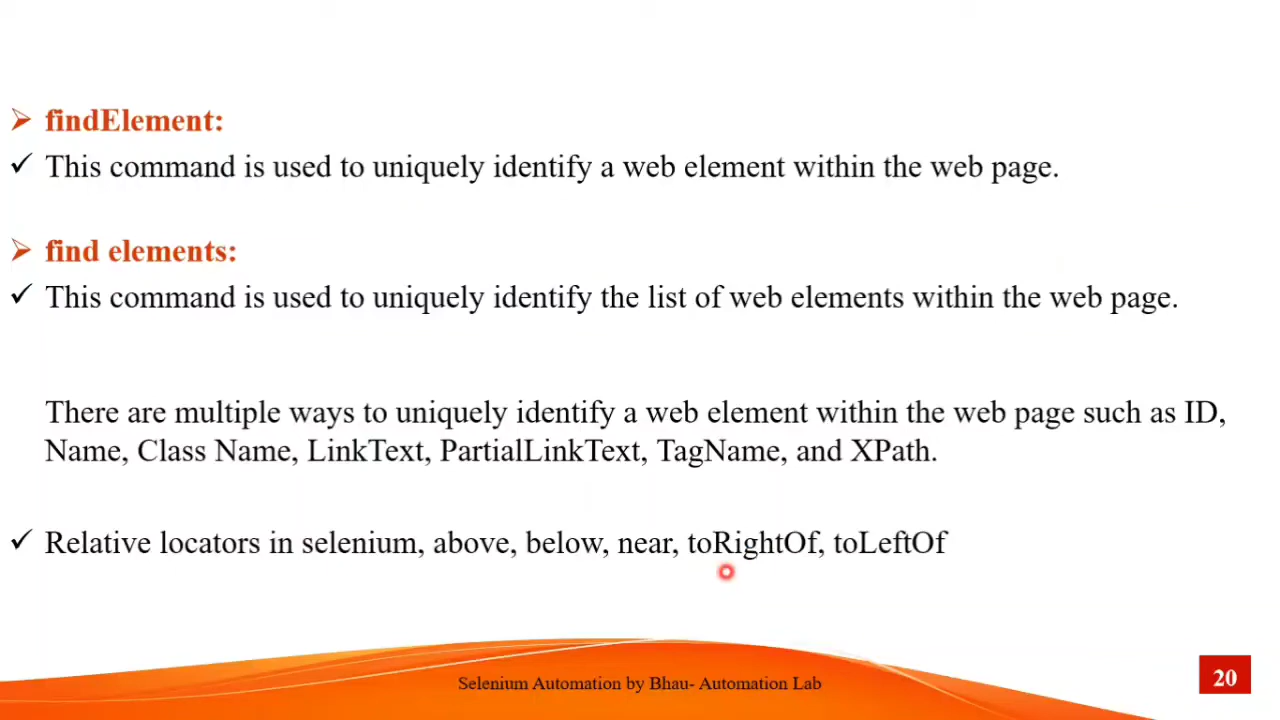 findElement:
This command is used to uniquely identify a web element within the web page.
find elements:
This command is used to uniquely identify the list of web elements within the web page.
There are multiple ways to uniquely identify a web element within the web page such as ID,
Name, Class Name, LinkText, PartialLinkText, TagName, and XPath.
Relative locators in selenium, above, below, near, toRightOf, toLeftOf
Selenium Automation by Bhau- Automation Lab
20